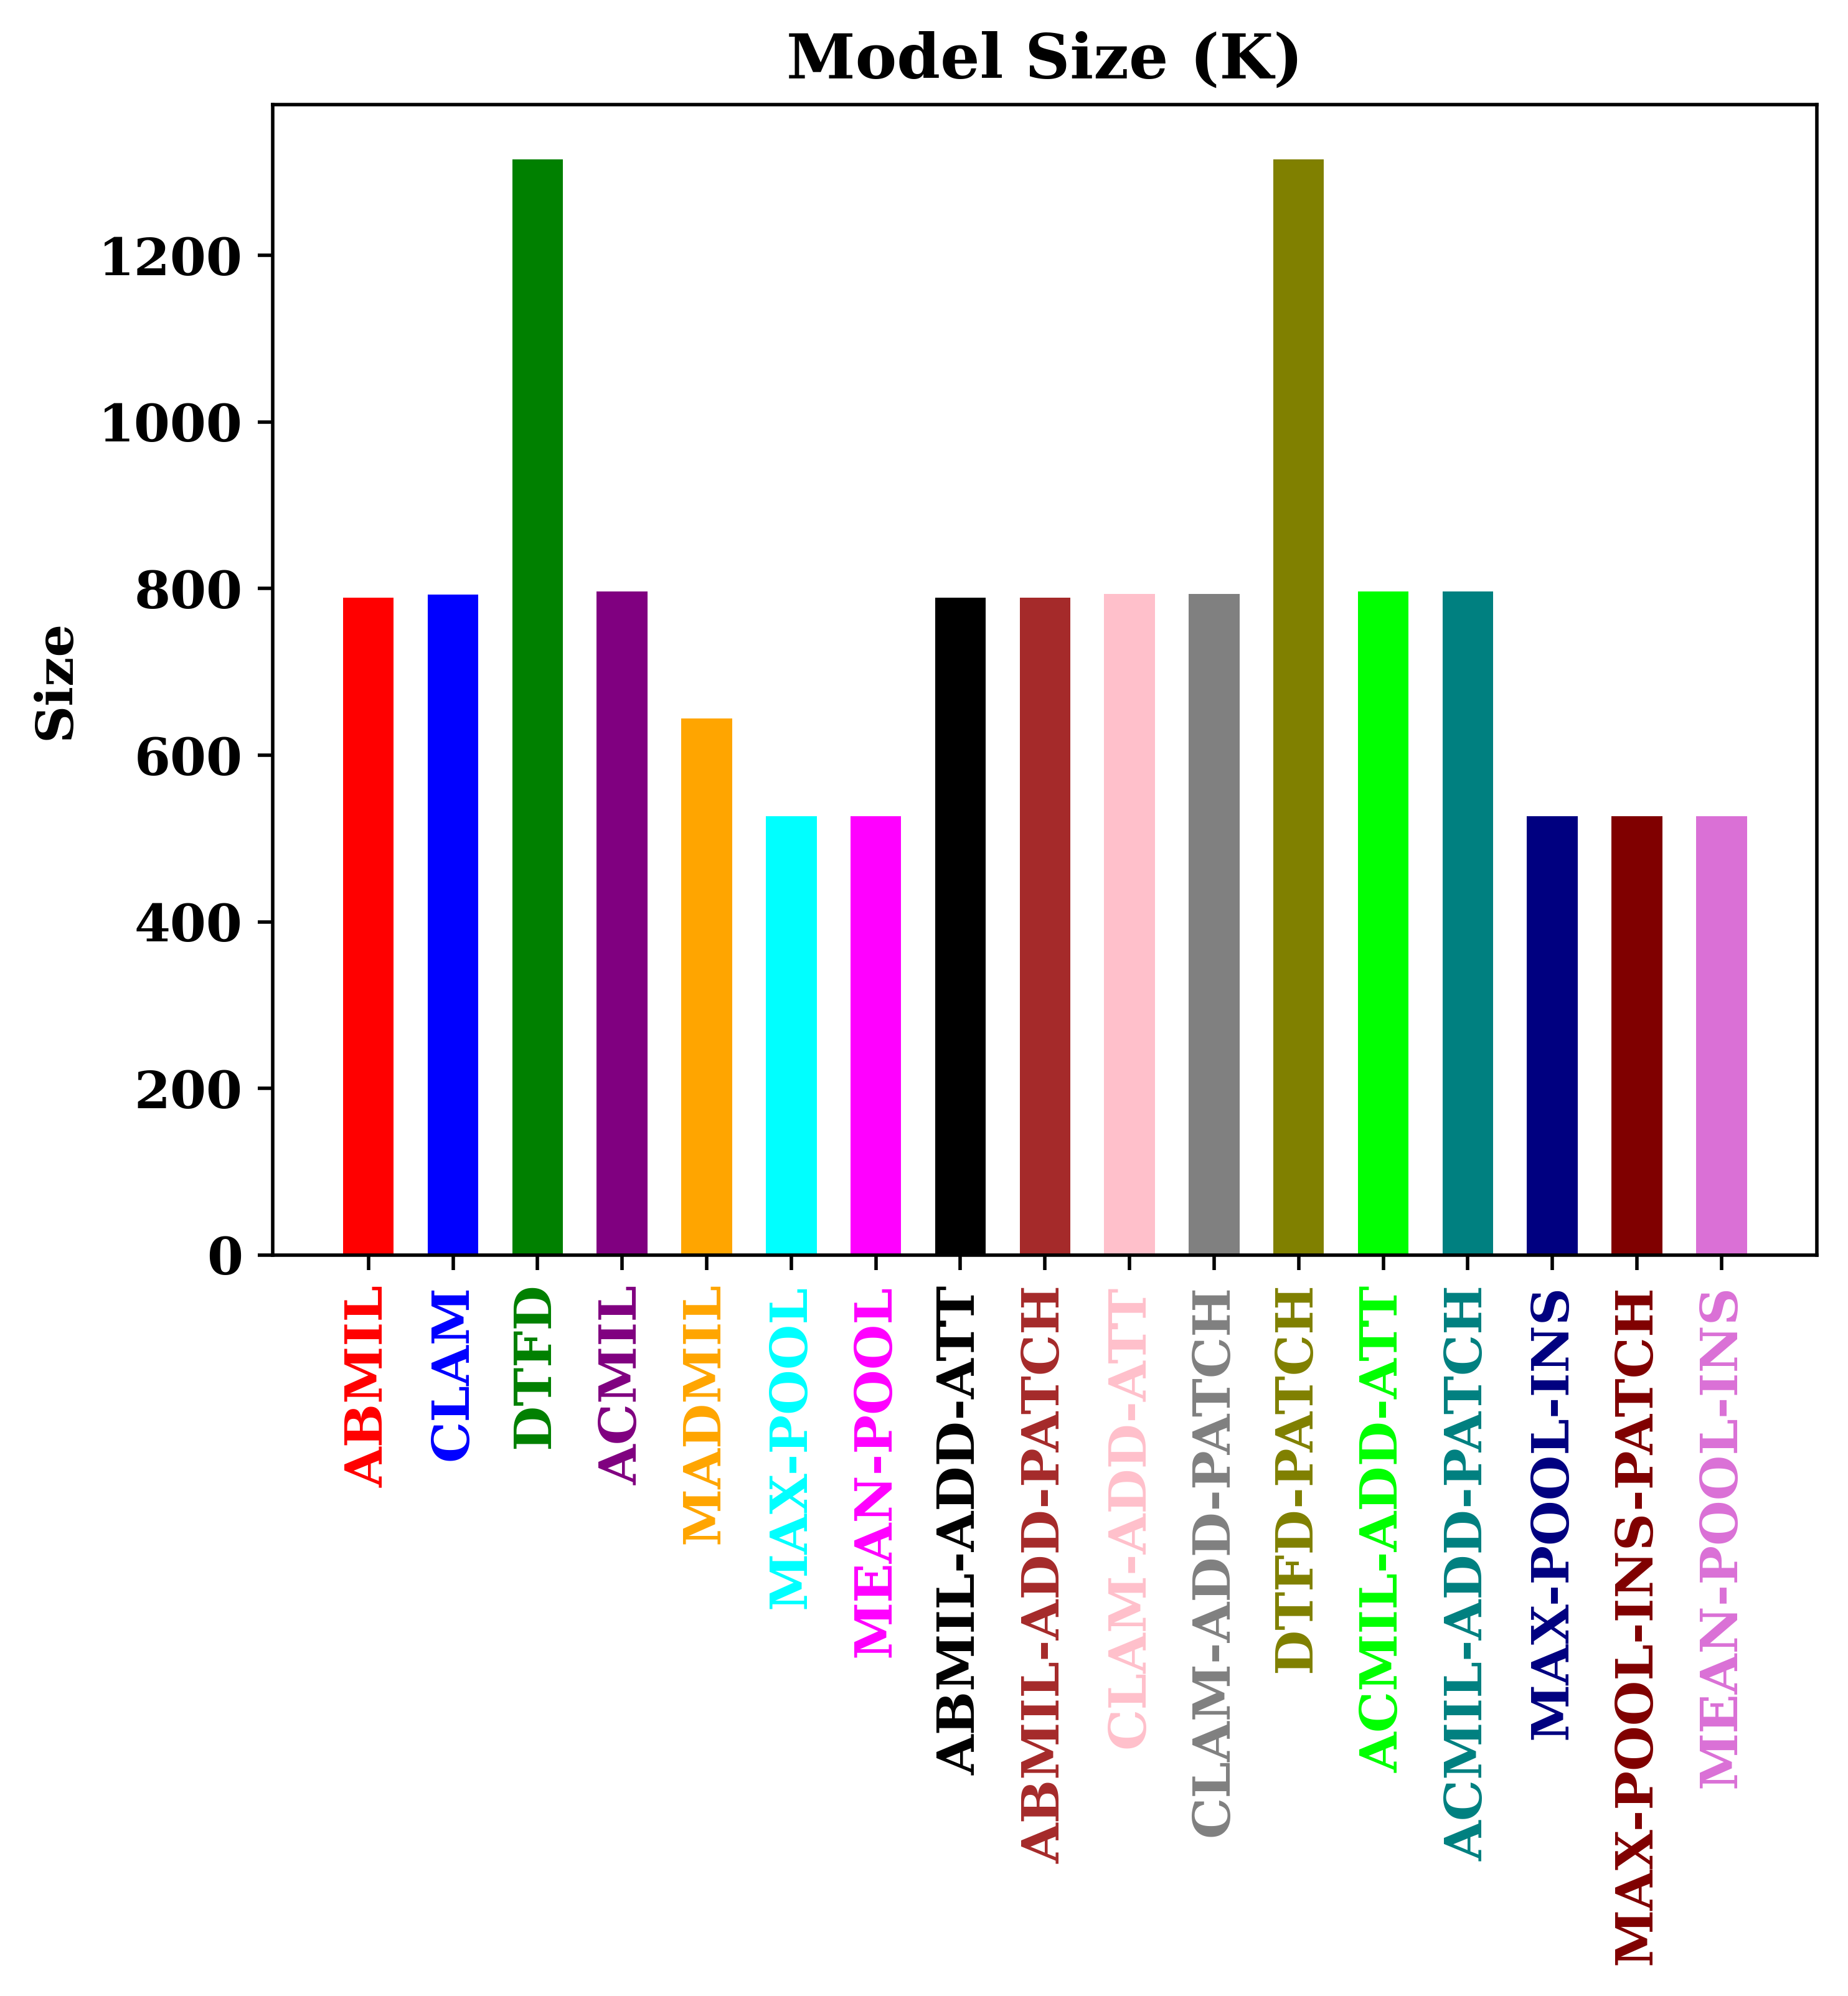 Model Size (K)
Size
1200
1000
800
600
400
200
0
ABMIL
CLAM
DTFD
ACMIL
MADMIL
MAX-POOL
MEAN-POOL
ABMIL-ADD-ATT
ABMIL-ADD-PATCH
CLAM-ADD-ATT
CLAM-ADD-PATCH
DTFD-PATCH
ACMIL-ADD-ATT
ACMIL-ADD-PATCH
MAX-POOL-INS
MAX-POOL-INS-PATCH
MEAN-POOL-INS